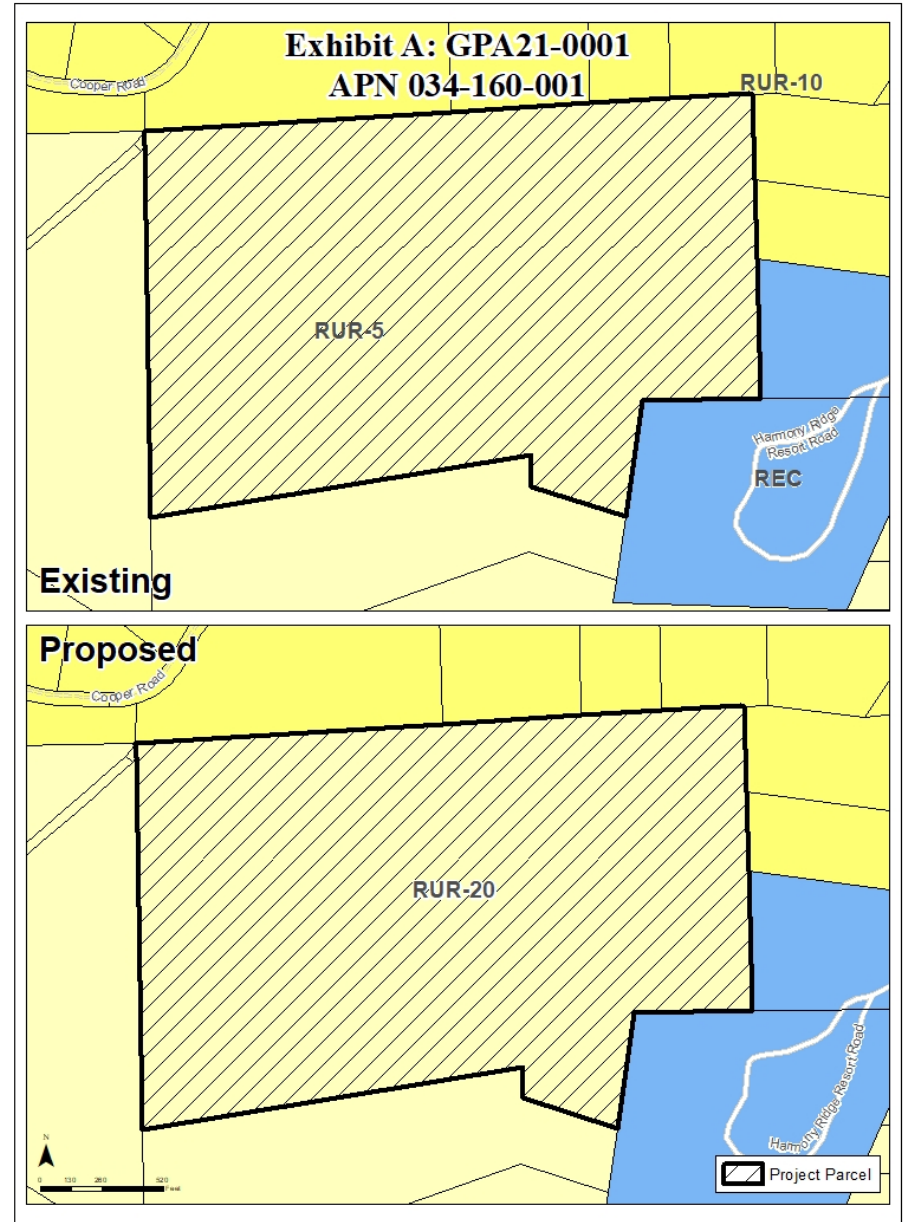 Exhibit A: GPA21-0001
APN 034-160-001
Cooper Road
RUR-10
RUR-5
Harmony Ridge
Resort Road
REC
Existing
Proposed
Cooper Road
RUR-20
Harmony Ridge Resort Road
N
0 130 260 520
Feet
Project Parcel